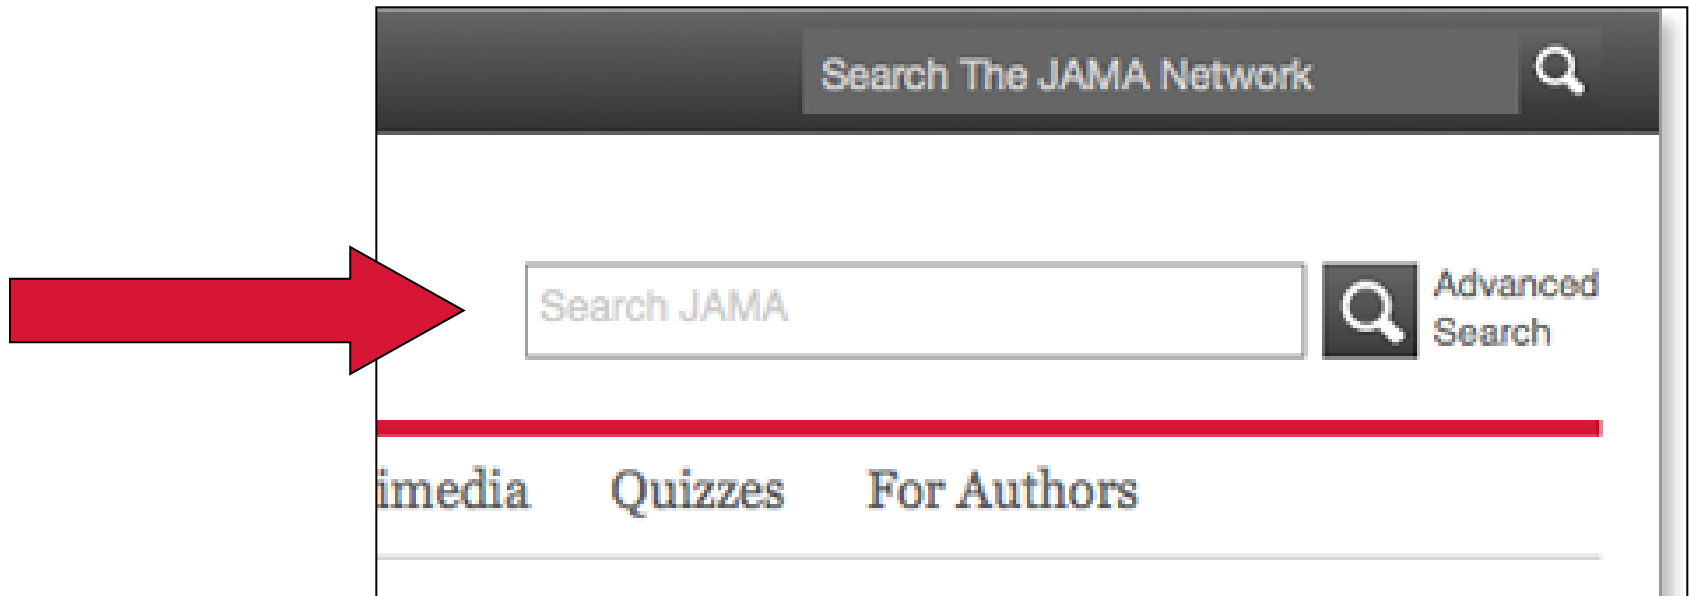 Search The JAMA Network
Search JAMA
Advanced
Search
imedia Quizzes For Authors